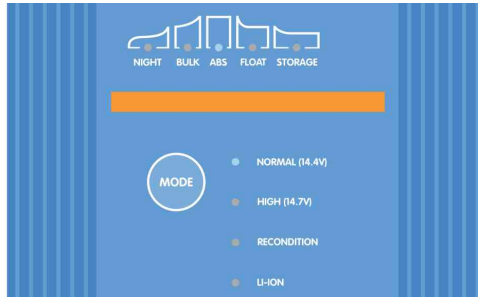 NIGHT BULK ABS FLOAT STORAGE
MODE
NORMAL (14.4V)
HIGH (14.7V)
RECONDITION
LI-ION